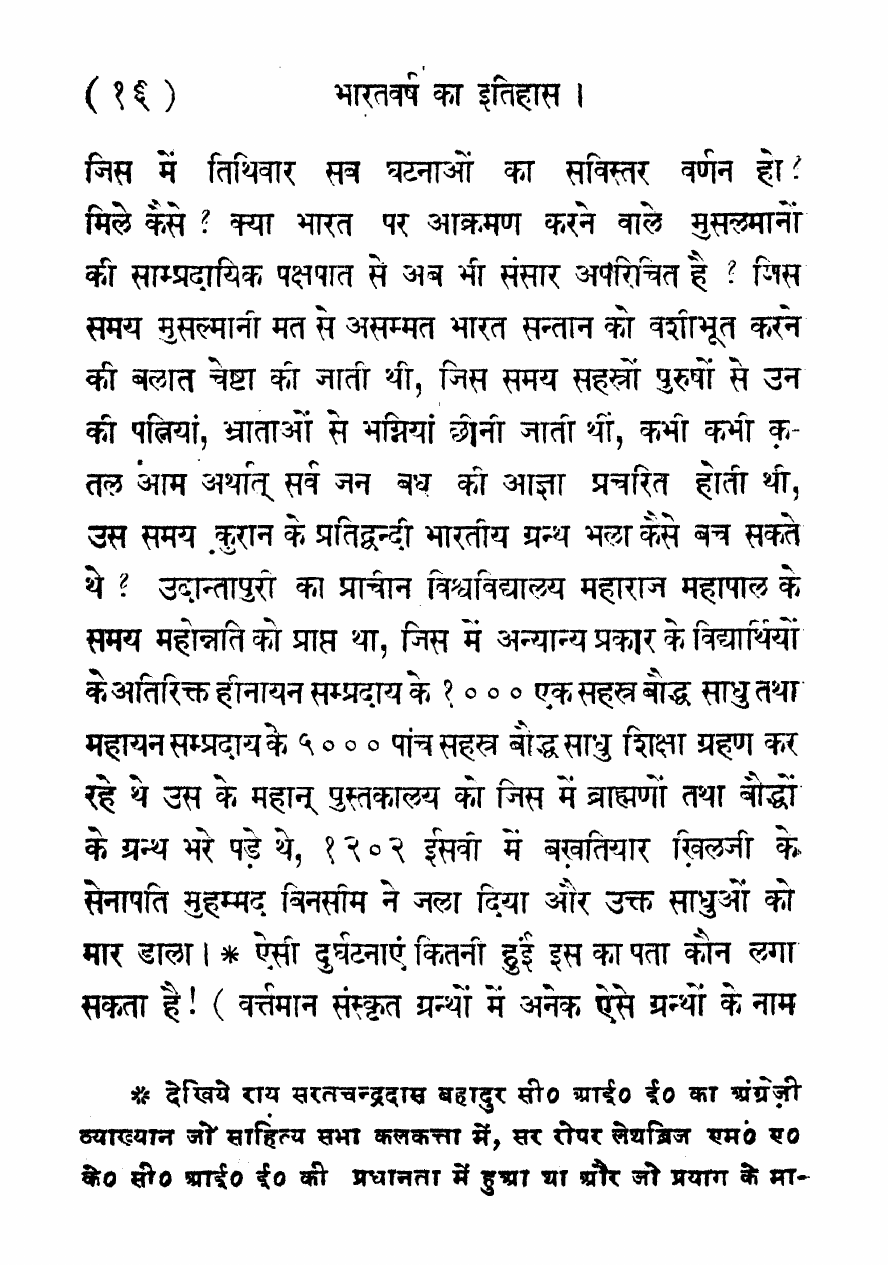 ( १६ ) भारतवर्ष का इतिहास ।
जिस में तिथिवार सब घटनाओं का सविस्तर वर्णन हो ?
मिले कैसे ? क्या भारत पर आक्रमण करने वाले मुसलमानों
की साम्प्रदायिक पक्षपात से अब भी संसार अपरिचित है ? जिस
समय मुसल्मानी मत से असम्मत भारत सन्तान को वशीभूत करने
की बलात चेष्टा की जाती थी, जिस समय सहस्त्रों पुरुषों से उन
की पत्नियां, भ्राताओं से भग्नियां छीनी जाती थीं, कभी कभी क़-
तल आम अर्थात् सर्व जन बध की आज्ञा प्रचरित होती थी,
उस समय क़ुरान के प्रतिद्वन्दी भारतीय ग्रन्थ भला कैसे बच सकते
थे ? उदान्तापुरी का प्राचीन विश्वविद्यालय महाराज महापाल के
समय महोन्नति को प्राप्त था, जिस में अन्यान्य प्रकार के विद्यार्थियों
के अतिरिक्त हीनायन सम्प्रदाय के १००० एक सहस्त्र बौद्ध साधु तथा
महायन सम्प्रदाय के ५००० पांच सहस्त्र बौद्ध साधु शिक्षा ग्रहण कर
रहे थे उस के महान् पुस्तकालय को जिस में ब्राह्मणों तथा बौद्धों
के ग्रन्थ भरे पड़े थे, १२०२ ईसवी में बख़तियार ख़िलजी के
सेनापति मुहम्मद बिनसीम ने जला दिया और उक्त साधुओं को
मार डाला । * ऐसी दुर्घटनाएं कितनी हुईं इस का पता कौन लगा
सकता है ! ( वर्त्तमान संस्कृत ग्रन्थों में अनेक ऐसे ग्रन्थों के नाम
* देखिये राय सरतचन्द्रदास बहादुर सी० आई० ई० का अंग्रेज़ी
व्याख्यान जो साहित्य सभा कलकत्ता में, सर रोपर लेथब्रिज एम० ए०
के० सी० आई० ई० की प्रधानता में हुआ था और जो प्रयाग के मा-